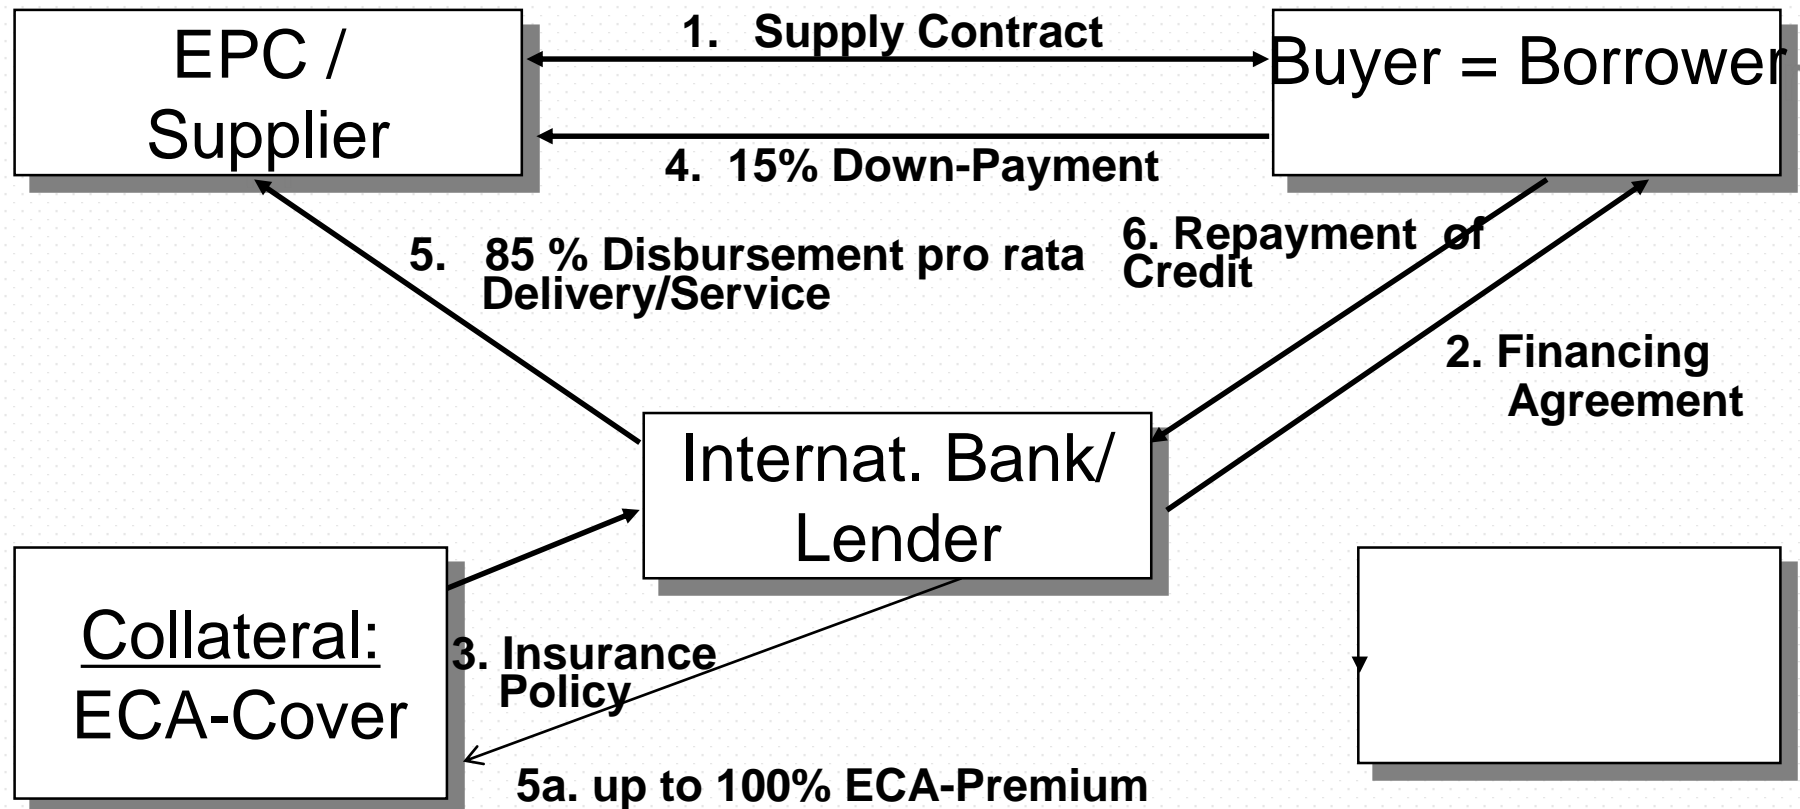 EPC /
Supplier
1. Supply Contract
Buyer = Borrower
4. 15% Down-Payment
5. 85 % Disbursement pro rata
Delivery/Service
6. Repayment of
Credit
2. Financing
Agreement
Internat. Bank/
Lender
Collateral:
ECA-Cover
3. Insurance
Policy
5a. up to 100% ECA-Premium